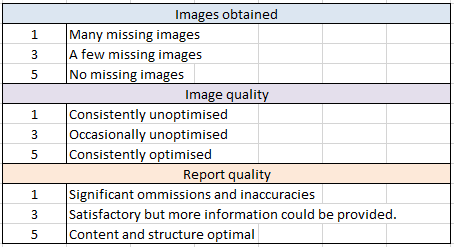 Images obtained
1 Many missing images
3 A few missing images
5 No missing images
Image quality
1 Consistently unoptimised
3 Occasionally unoptimised
5 Consistently optimised
Report quality
1 Significant ommissions and inaccuracies
3 Satisfactory but more information could be provided.
5 Content and structure optimal